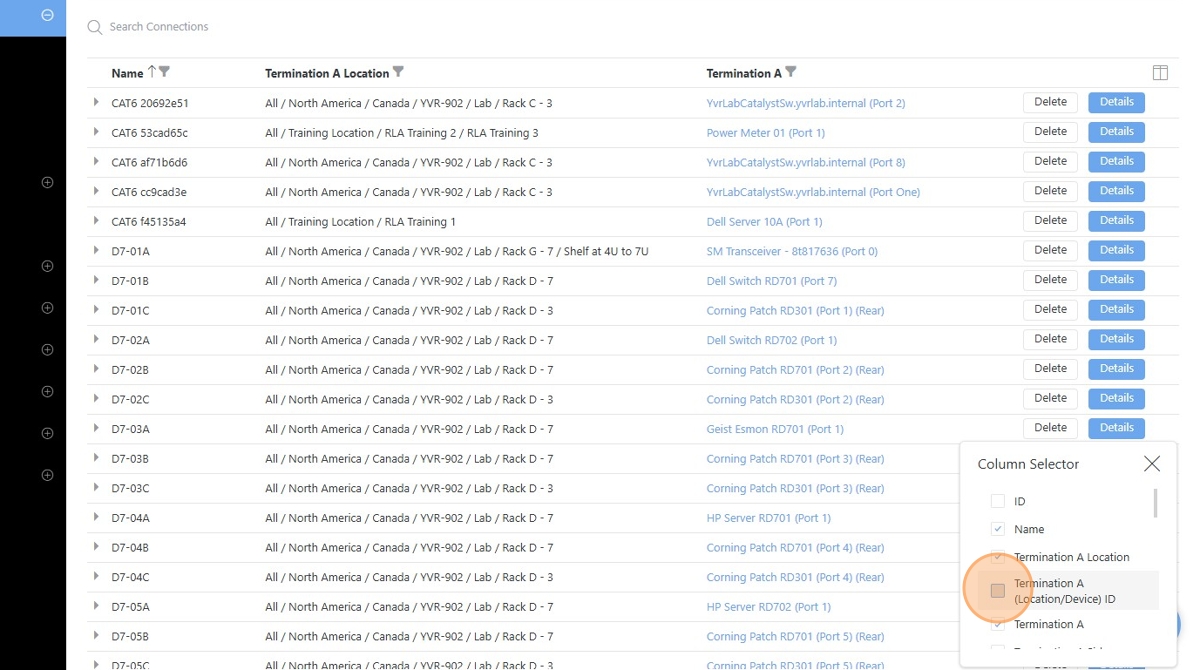 Search Connections
Name Termination A Location Termination A
CAT6 20692e51 All / North America / Canada / YVR-902 / Lab / Rack C - 3 YvrLabCatalystSw.yvrlab.internal (Port 2) Delete Details
CAT6 53cad65c All / Training Location / RLA Training 2 / RLA Training 3 Power Meter 01 (Port 1) Delete Details
CAT6 af71b6d6 All / North America / Canada / YVR-902 / Lab / Rack C - 3 YvrLabCatalystSw.yvrlab.internal (Port 8) Delete Details
CAT6 cc9cad3e All / North America / Canada / YVR-902 / Lab / Rack C - 3 YvrLabCatalystSw.yvrlab.internal (Port One) Delete Details
CAT6 f45135a4 All / Training Location / RLA Training 1 Dell Server 10A (Port 1) Delete Details
D7-01A All / North America / Canada / YVR-902 / Lab / Rack G - 7 / Shelf at 4U to 7U SM Transceiver - 8t817636 (Port 0) Delete Details
D7-01B All / North America / Canada / YVR-902 / Lab / Rack D - 7 Dell Switch RD701 (Port 7) Delete Details
D7-01C All / North America / Canada / YVR-902 / Lab / Rack D - 3 Corning Patch RD301 (Port 1) (Rear) Delete Details
D7-02A All / North America / Canada / YVR-902 / Lab / Rack D - 7 Dell Switch RD702 (Port 1) Delete Details
D7-02B All / North America / Canada / YVR-902 / Lab / Rack D - 7 Corning Patch RD701 (Port 2) (Rear) Delete Details
D7-02C All / North America / Canada / YVR-902 / Lab / Rack D - 3 Corning Patch RD301 (Port 2) (Rear) Delete Details
D7-03A All / North America / Canada / YVR-902 / Lab / Rack D - 7 Geist Esmon RD701 (Port 1) Delete Details
D7-03B All / North America / Canada / YVR-902 / Lab / Rack D - 7 Corning Patch RD701 (Port 3) (Rear)
D7-03C All / North America / Canada / YVR-902 / Lab / Rack D - 3 Corning Patch RD301 (Port 3) (Rear)
D7-04A All / North America / Canada / YVR-902 / Lab / Rack D - 7 HP Server RD701 (Port 1)
D7-04B All / North America / Canada / YVR-902 / Lab / Rack D - 7 Corning Patch RD701 (Port 4) (Rear)
D7-04C All / North America / Canada / YVR-902 / Lab / Rack D - 3 Corning Patch RD301 (Port 4) (Rear)
D7-05A All / North America / Canada / YVR-902 / Lab / Rack D - 7 HP Server RD702 (Port 1)
D7-05B All / North America / Canada / YVR-902 / Lab / Rack D - 7 Corning Patch RD701 (Port 5) (Rear)
D7-05C All / North America / Canada / YVR-902 / Lab / Rack D - 3 Corning Patch RD301 (Port 5) (Rear)
Column Selector
ID
Name
Termination A Location
Termination A
(Location/Device) ID
Termination A